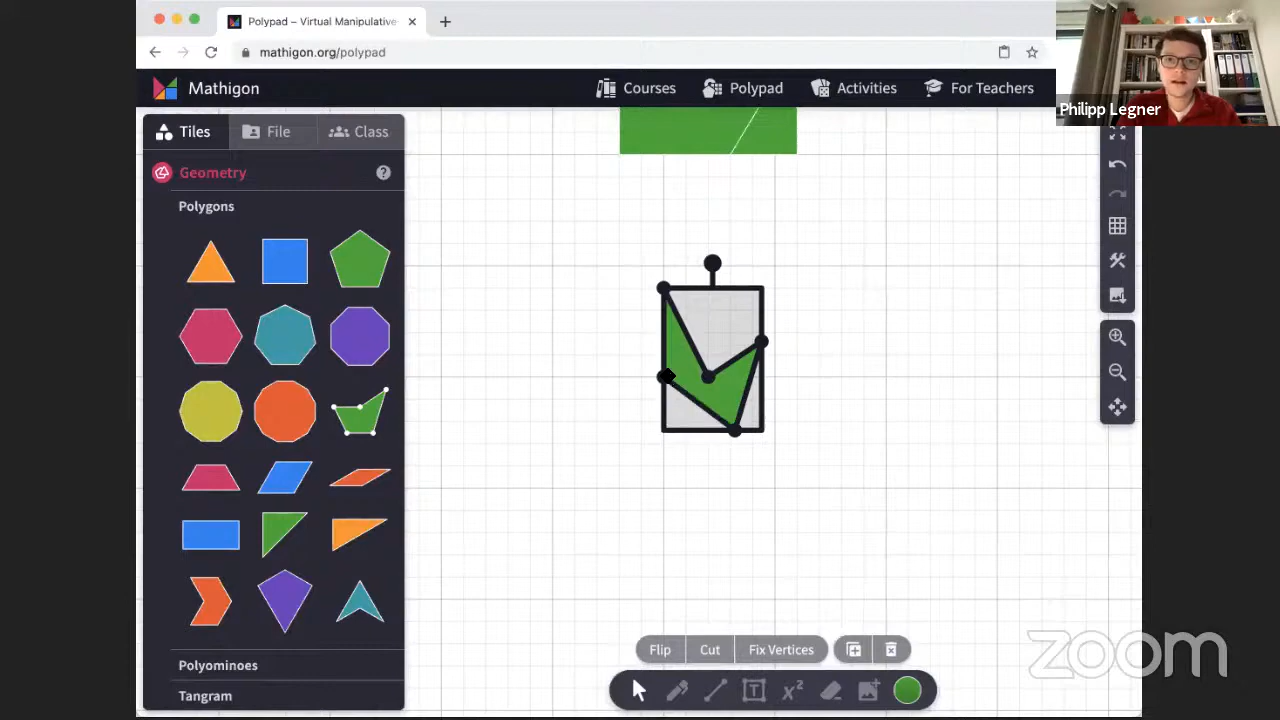 Polypad – Virtual Manipulative
mathigon.org/polypad
Mathigon
Courses
Polypad
Activities
For Teachers
Philipp Legner
Tiles
File
Class
Geometry
?
Polygons
Polyominoes
Tangram
Flip
Cut
Fix Vertices
T
x²
zoom